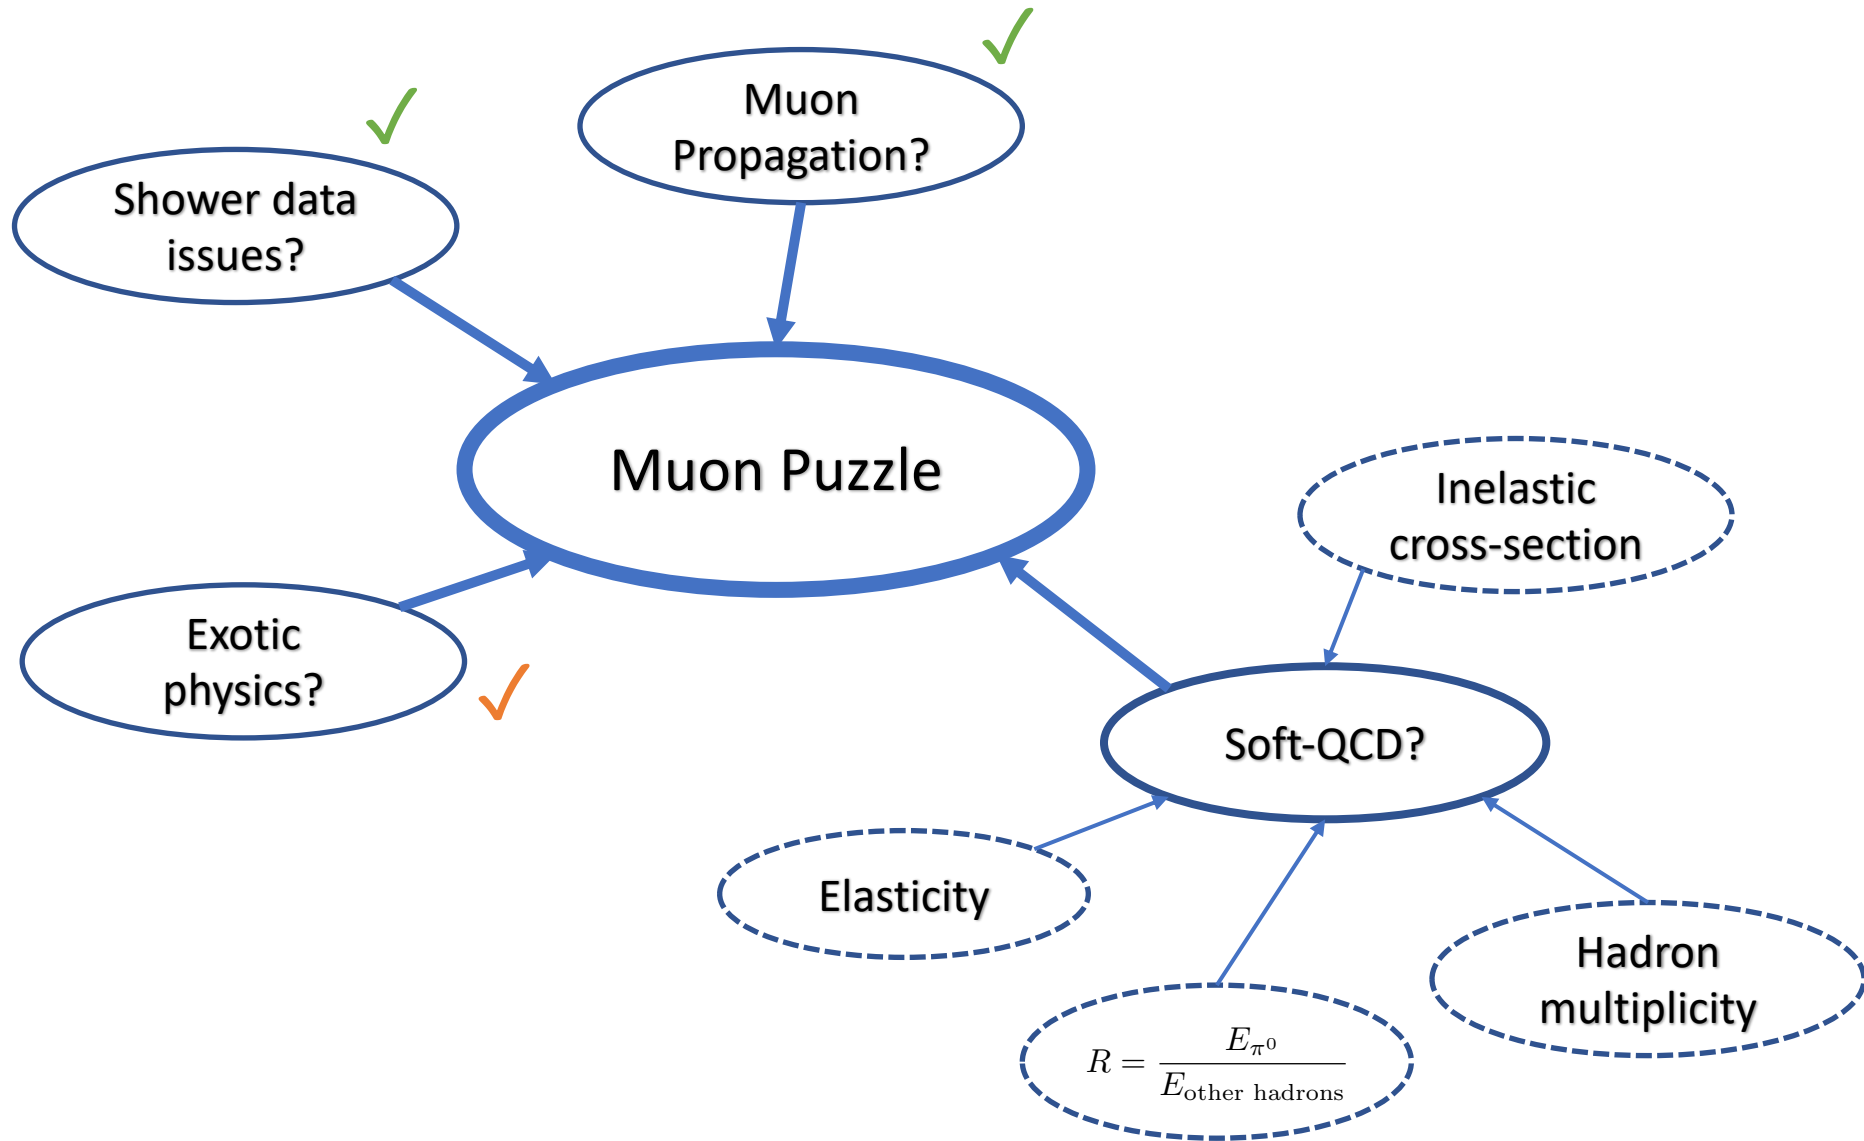 Muon
Propagation?
Shower data
issues?
Muon Puzzle
Inelastic
cross-section
Exotic
physics?
Soft-QCD?
Elasticity
Hadron
multiplicity
R = E_{π^0} / E_{other hadrons}